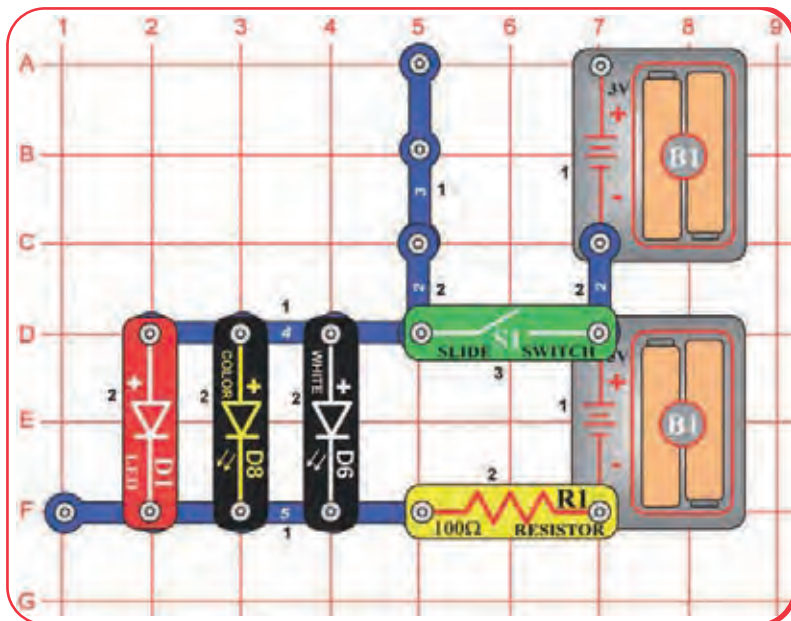 1 2 3 4 5 6 7 8 9
A
3V
+
B 1 B1
3 1
-
C
2 2 2 2
1
D 4 S1
SLIDE SWITCH
3
+ COLOR + WHITE + +
2 2 2 1
E B1
D1 D8 D6 -
LED
2
F 5 R1
1 100Ω RESISTOR
G